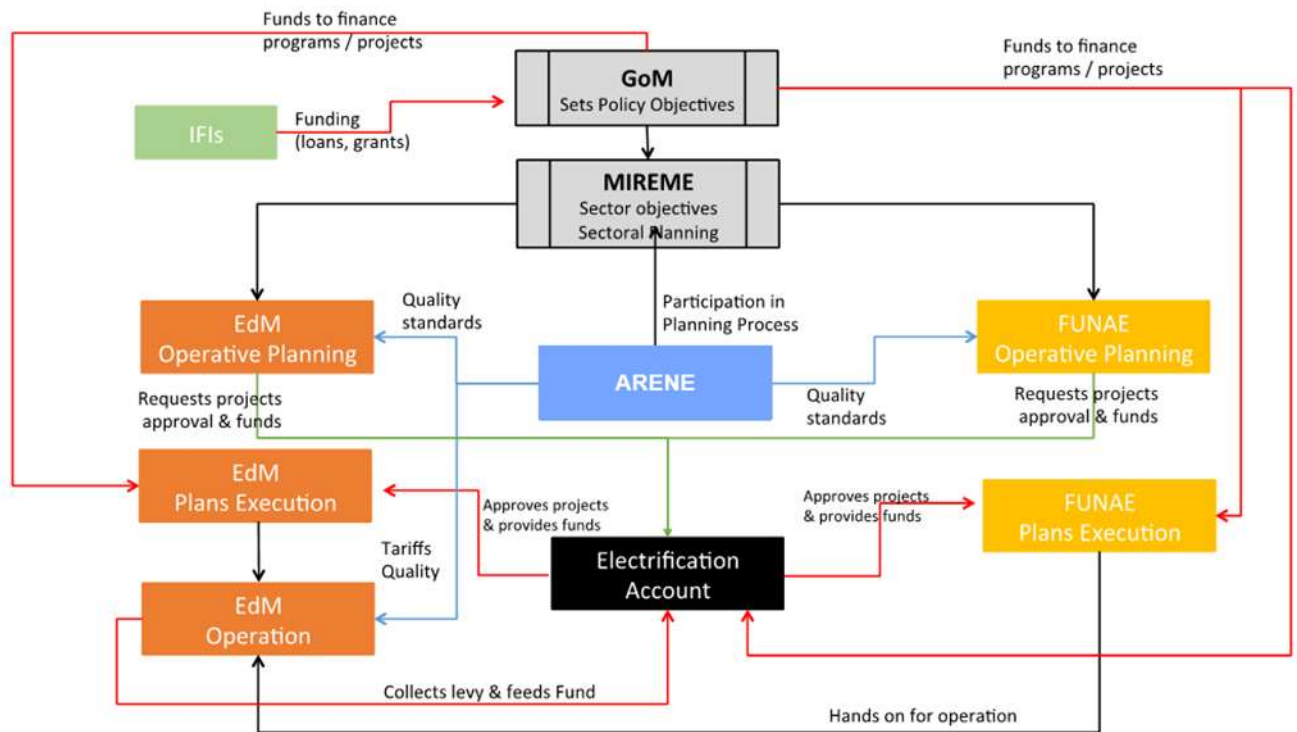 Funds to finance
programs / projects
Funds to finance
programs / projects
GoM
Sets Policy Objectives
IFIs
Funding
(loans, grants)
MIREME
Sector objectives
Sectoral Planning
EdM
Operative Planning
Quality
standards
Participation in
Planning Process
FUNAE
Operative Planning
ARENE
Requests projects
approval & funds
Quality
standards
Requests projects
approval & funds
EdM
Plans Execution
Approves projects
& provides funds
Approves projects
& provides funds
FUNAE
Plans Execution
Tariffs
Quality
Electrification
Account
EdM
Operation
Collects levy & feeds Fund
Hands on for operation